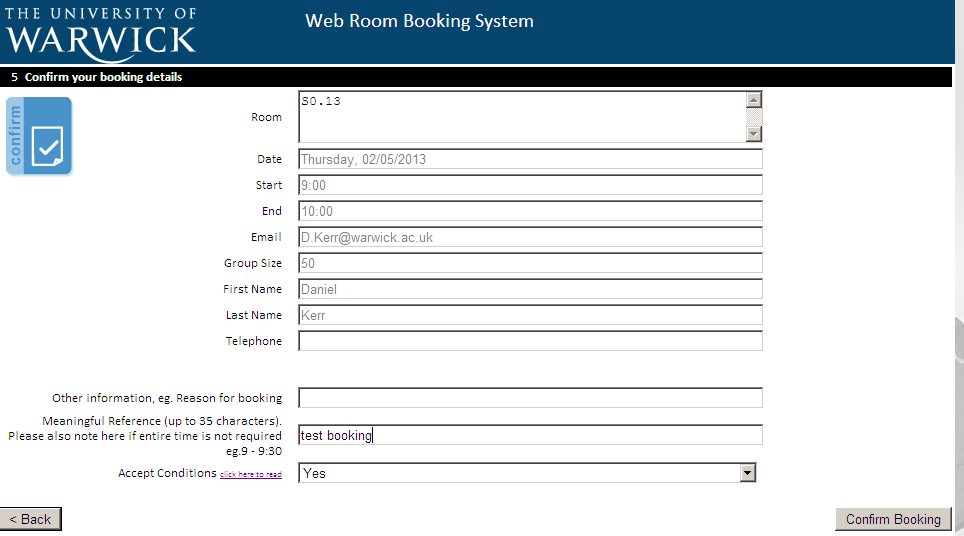 THE UNIVERSITY OF
WARWICK
Web Room Booking System
5 Confirm your booking details
confirm
Room S0.13
Date Thursday, 02/05/2013
Start 9:00
End 10:00
Email D.Kerr@warwick.ac.uk
Group Size 50
First Name Daniel
Last Name Kerr
Telephone
Other information, eg. Reason for booking
Meaningful Reference (up to 35 characters).
Please also note here if entire time is not required
eg.9 - 9:30
test booking
Accept Conditions click here to read Yes
< Back Confirm Booking